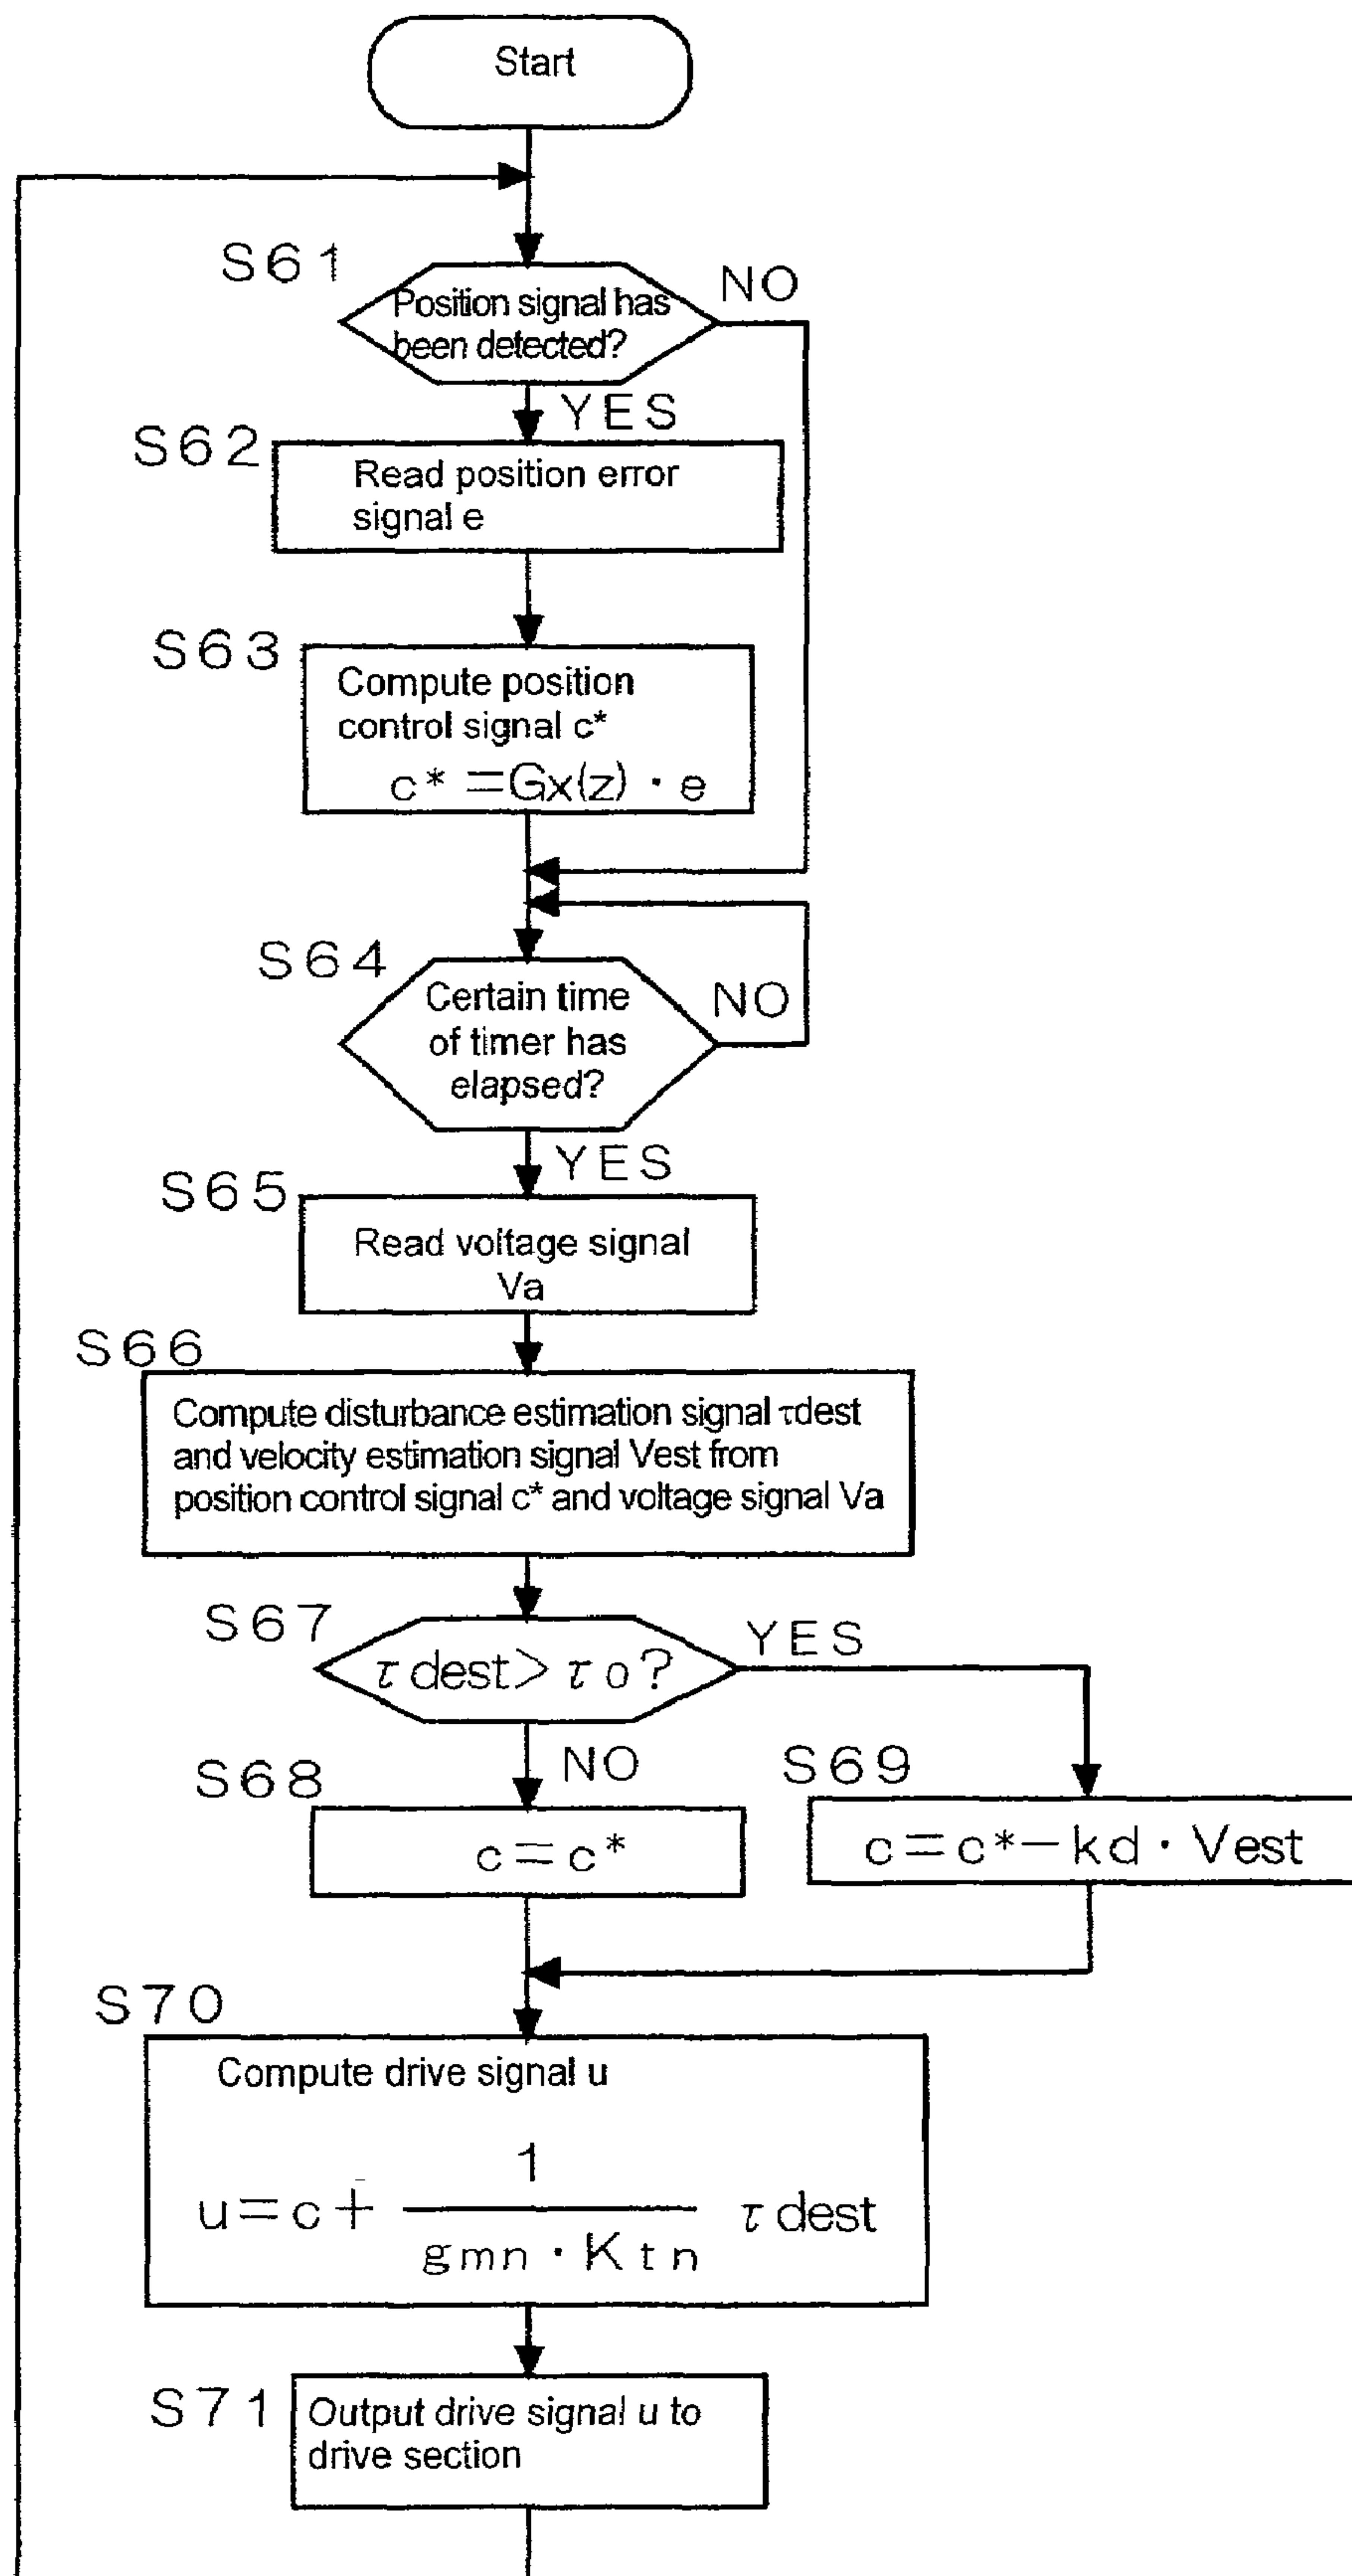 Start
S61
Position signal has
been detected?
NO
YES
S62
Read position error
signal e
S63
Compute position
control signal c*
c* =Gx(z) · e
S64
Certain time
of timer has
elapsed?
NO
YES
S65
Read voltage signal
Va
S66
Compute disturbance estimation signal τdest
and velocity estimation signal Vest from
position control signal c* and voltage signal Va
S67
τ dest> τ o?
YES
NO
S68
c=c*
S69
c=c*-kd · Vest
S70
Compute drive signal u
1
u=c+ τ dest
gmn · Ktn
S71
Output drive signal u to
drive section